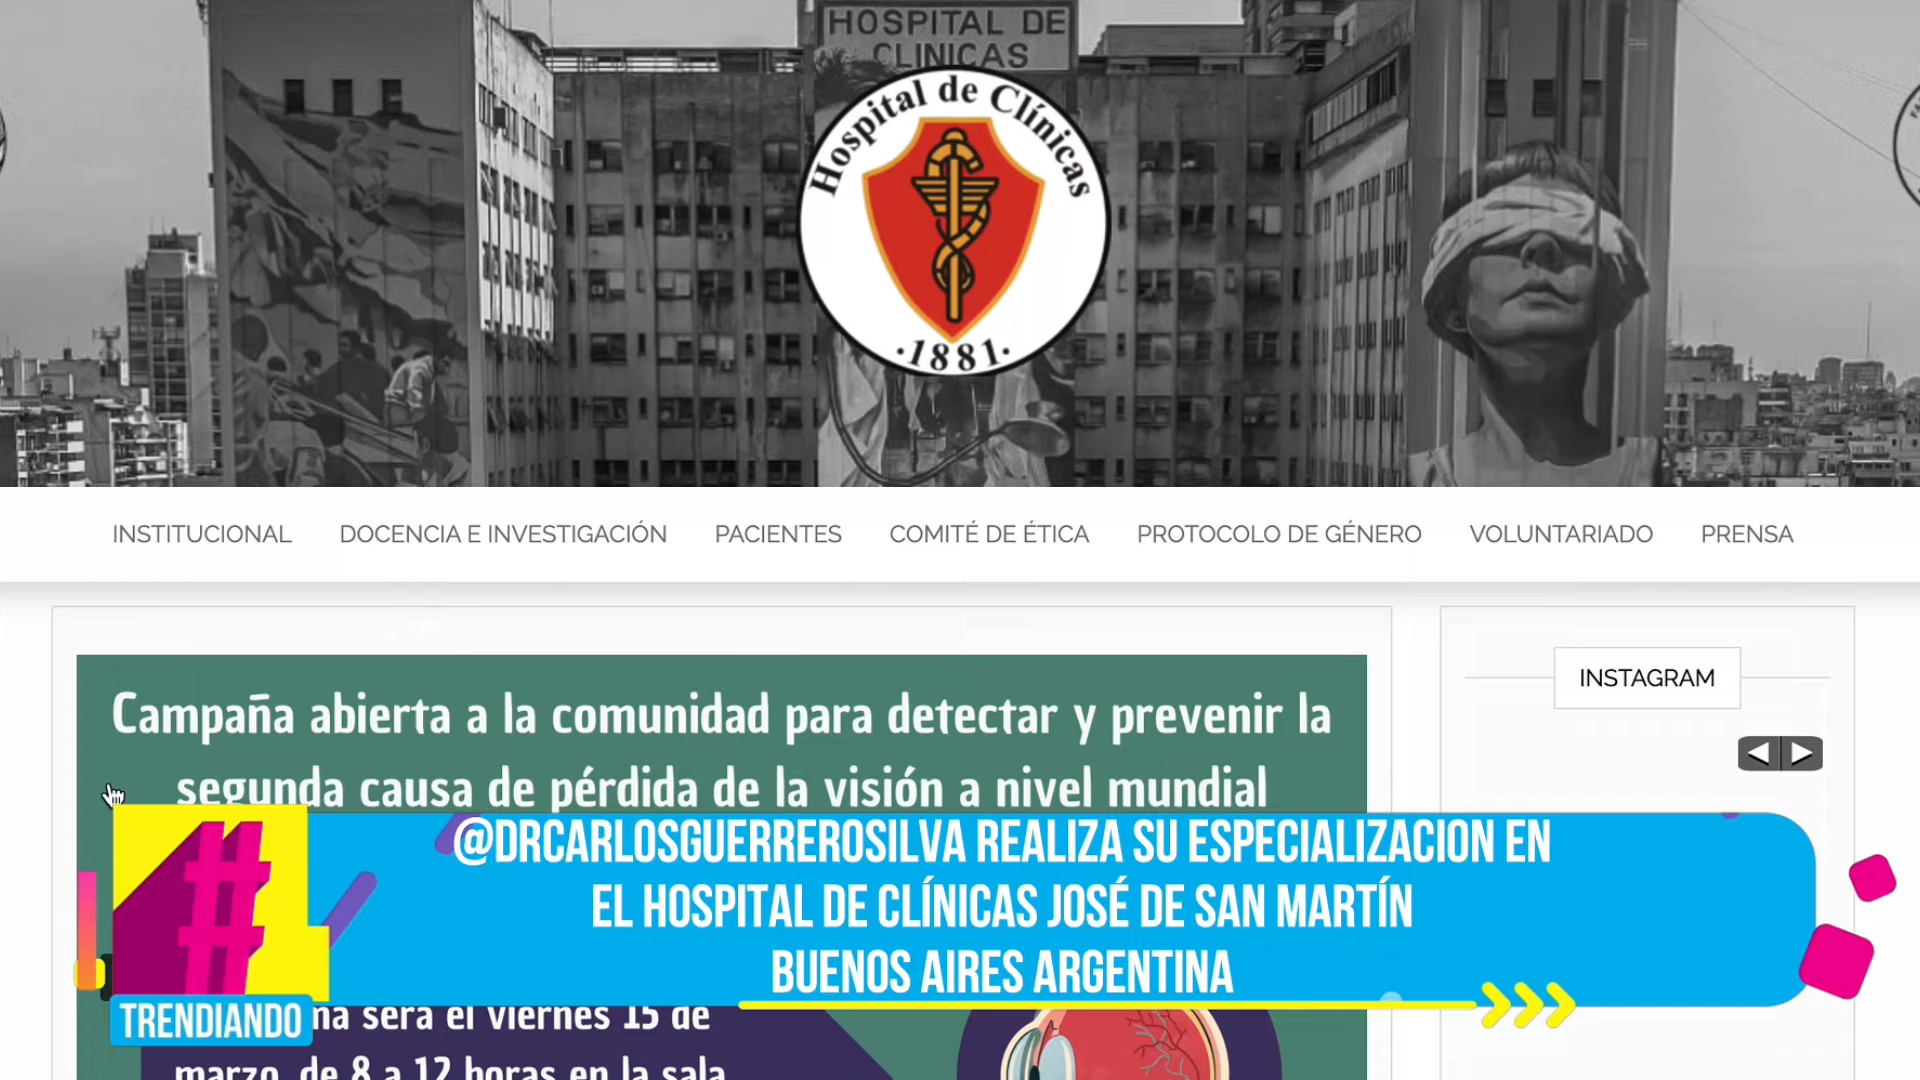 HOSPITAL DE
CLINICAS
Hospital de Clínicas
·1881·
INSTITUCIONAL DOCENCIA E INVESTIGACIÓN PACIENTES COMITÉ DE ÉTICA PROTOCOLO DE GÉNERO VOLUNTARIADO PRENSA
INSTAGRAM
Campaña abierta a la comunidad para detectar y prevenir la
segunda causa de pérdida de la visión a nivel mundial
@DRCARLOSGUERREROSILVA REALIZA SU ESPECIALIZACION EN
EL HOSPITAL DE CLÍNICAS JOSÉ DE SAN MARTÍN
BUENOS AIRES ARGENTINA
#
TRENDIANDO
será el viernes 15 de
marzo, de 8 a 12 horas en la sala